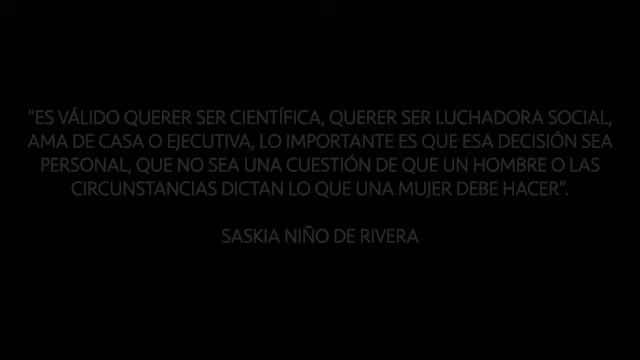 “ES VÁLIDO QUERER SER CIENTÍFICA, QUERER SER LUCHADORA SOCIAL,
AMA DE CASA O EJECUTIVA, LO IMPORTANTE ES QUE ESA DECISIÓN SEA
PERSONAL, QUE NO SEA UNA CUESTIÓN DE QUE UN HOMBRE O LAS
CIRCUNSTANCIAS DICTAN LO QUE UNA MUJER DEBE HACER”.
SASKIA NIÑO DE RIVERA